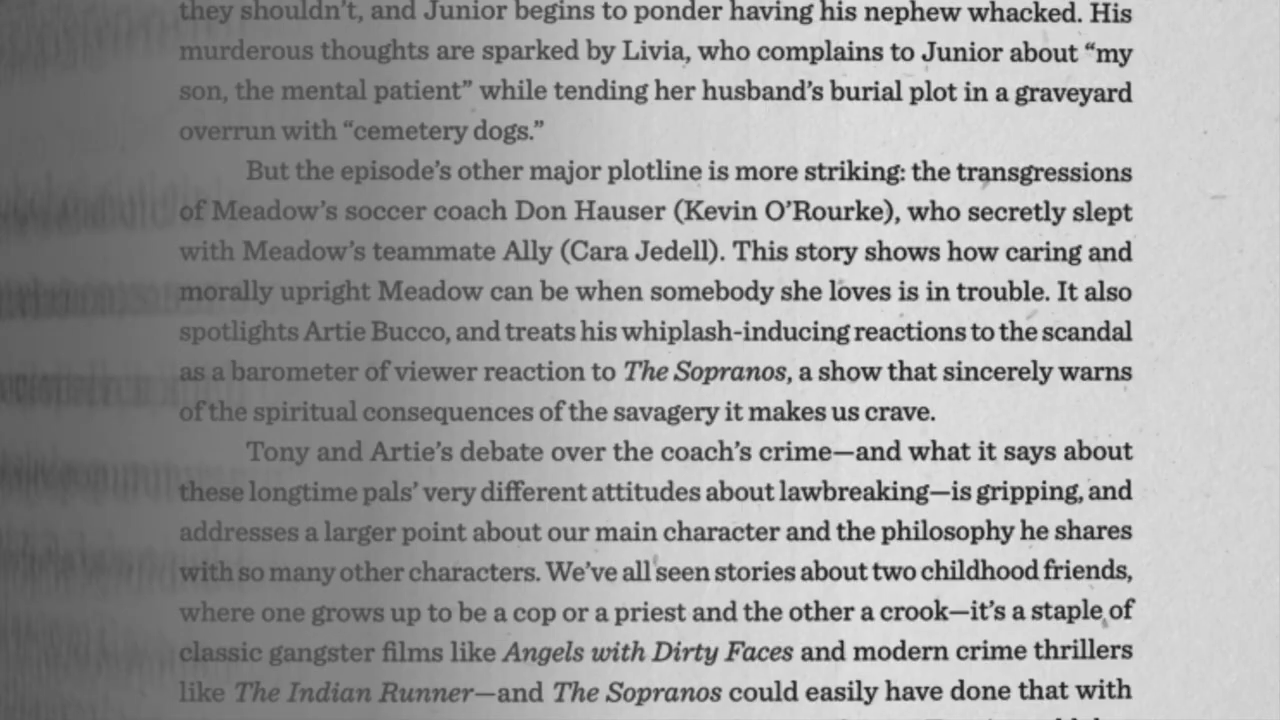 they shouldn't, and Junior begins to ponder having his nephew whacked. His
murderous thoughts are sparked by Livia, who complains to Junior about “my
son, the mental patient” while tending her husband’s burial plot in a graveyard
overrun with “cemetery dogs.”
But the episode’s other major plotline is more striking: the transgressions
of Meadow’s soccer coach Don Hauser (Kevin O’Rourke), who secretly slept
with Meadow’s teammate Ally (Cara Jedell). This story shows how caring and
morally upright Meadow can be when somebody she loves is in trouble. It also
spotlights Artie Bucco, and treats his whiplash-inducing reactions to the scandal
as a barometer of viewer reaction to The Sopranos, a show that sincerely warns
of the spiritual consequences of the savagery it makes us crave.
Tony and Artie’s debate over the coach’s crime—and what it says about
these longtime pals’ very different attitudes about lawbreaking—is gripping, and
addresses a larger point about our main character and the philosophy he shares
with so many other characters. We’ve all seen stories about two childhood friends,
where one grows up to be a cop or a priest and the other a crook—it’s a staple of
classic gangster films like Angels with Dirty Faces and modern crime thrillers
like The Indian Runner—and The Sopranos could easily have done that with